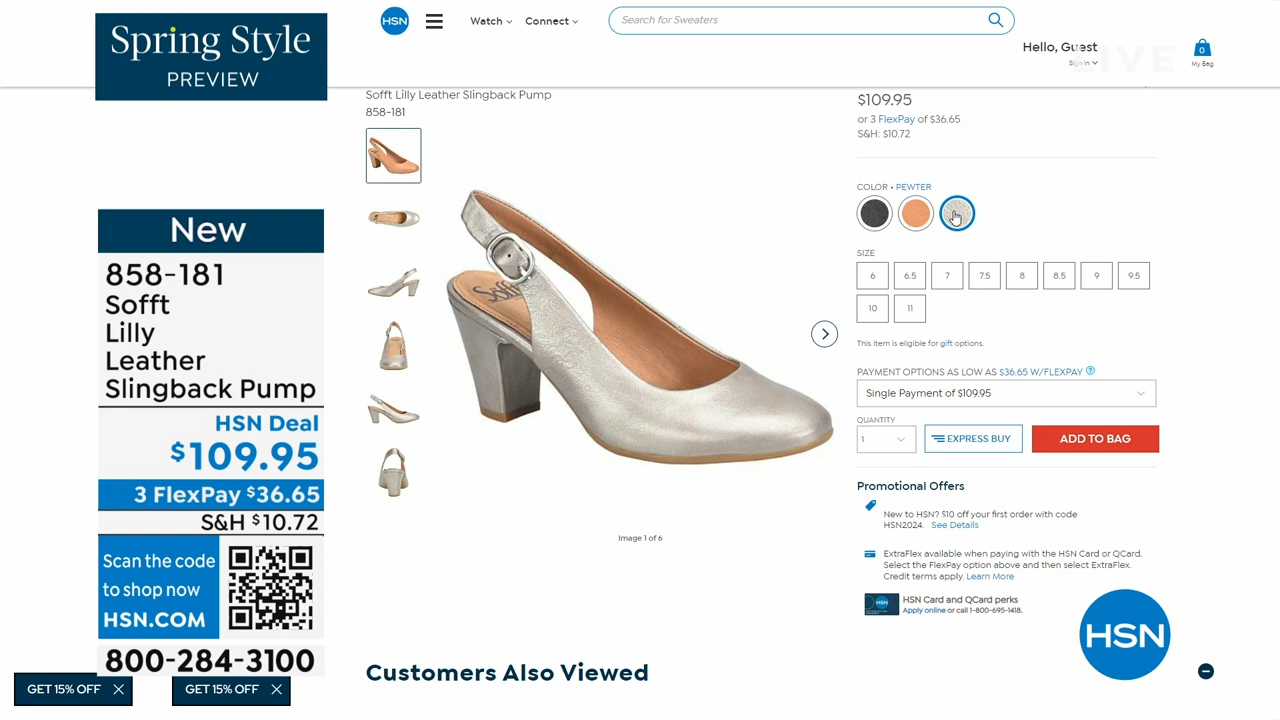 Spring Style
PREVIEW
HSN
Watch
Connect
Search for Sweaters
Hello, Guest
Sign In
LIVE
0
My Bag
New
858-181
Sofft
Lilly
Leather
Slingback Pump
HSN Deal
$109.95
3 FlexPay $36.65
S&H $10.72
Scan the code
to shop now
HSN.COM
800-284-3100
GET 15% OFF
GET 15% OFF
Sofft Lilly Leather Slingback Pump
858-181
Sofft
Image 1 of 6
$109.95
or 3 FlexPay of $36.65
S&H: $10.72
COLOR • PEWTER
SIZE
6 6.5 7 7.5 8 8.5 9 9.5
10 11
This item is eligible for gift options.
PAYMENT OPTIONS AS LOW AS $36.65 W/FLEXPAY ?
Single Payment of $109.95
QUANTITY
1
EXPRESS BUY
ADD TO BAG
Promotional Offers
New to HSN? $10 off your first order with code
HSN2024. See Details
ExtraFlex available when paying with the HSN Card or QCard.
Select the FlexPay option above and then select ExtraFlex.
Credit terms apply. Learn More
HSN
HSN Card and QCard perks
Apply online or call 1-800-695-1418.
HSN
Customers Also Viewed